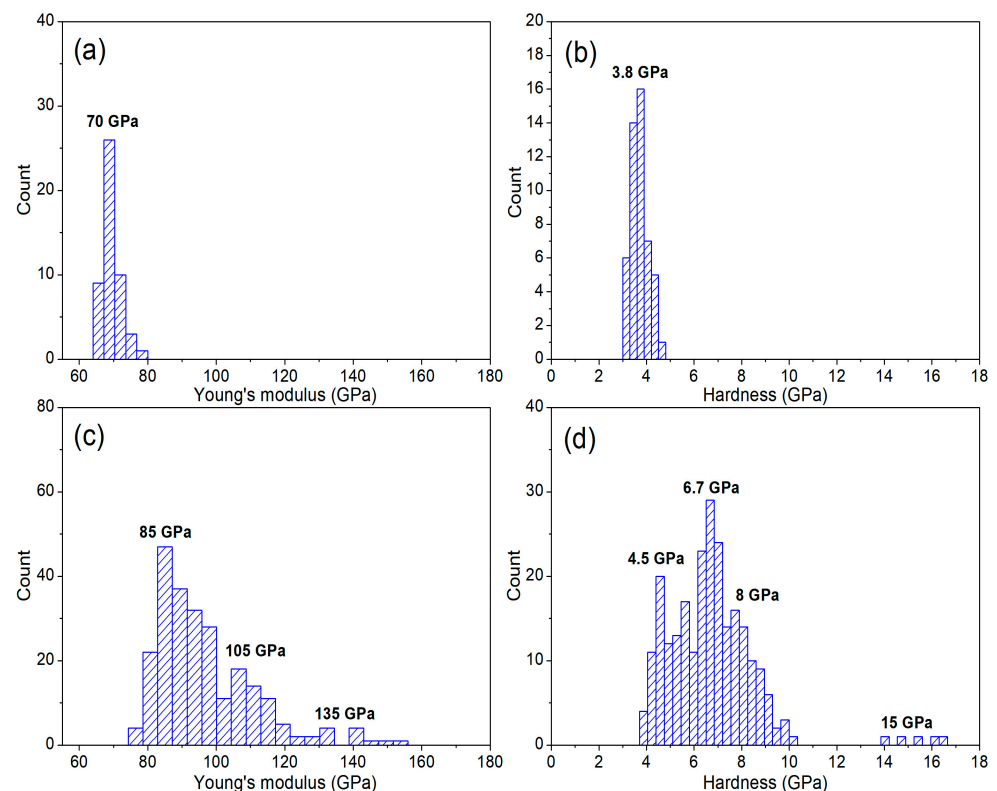 (a)
70 GPa
Count
40
30
20
10
0
60 80 100 120 140 160 180
Young's modulus (GPa)
(b)
3.8 GPa
Count
20
18
16
14
12
10
8
6
4
2
0
0 2 4 6 8 10 12 14 16 18
Hardness (GPa)
(c)
85 GPa
105 GPa
135 GPa
Count
80
60
40
20
0
60 80 100 120 140 160 180
Young's modulus (GPa)
(d)
6.7 GPa
4.5 GPa
8 GPa
15 GPa
Count
40
30
20
10
0
0 2 4 6 8 10 12 14 16 18
Hardness (GPa)